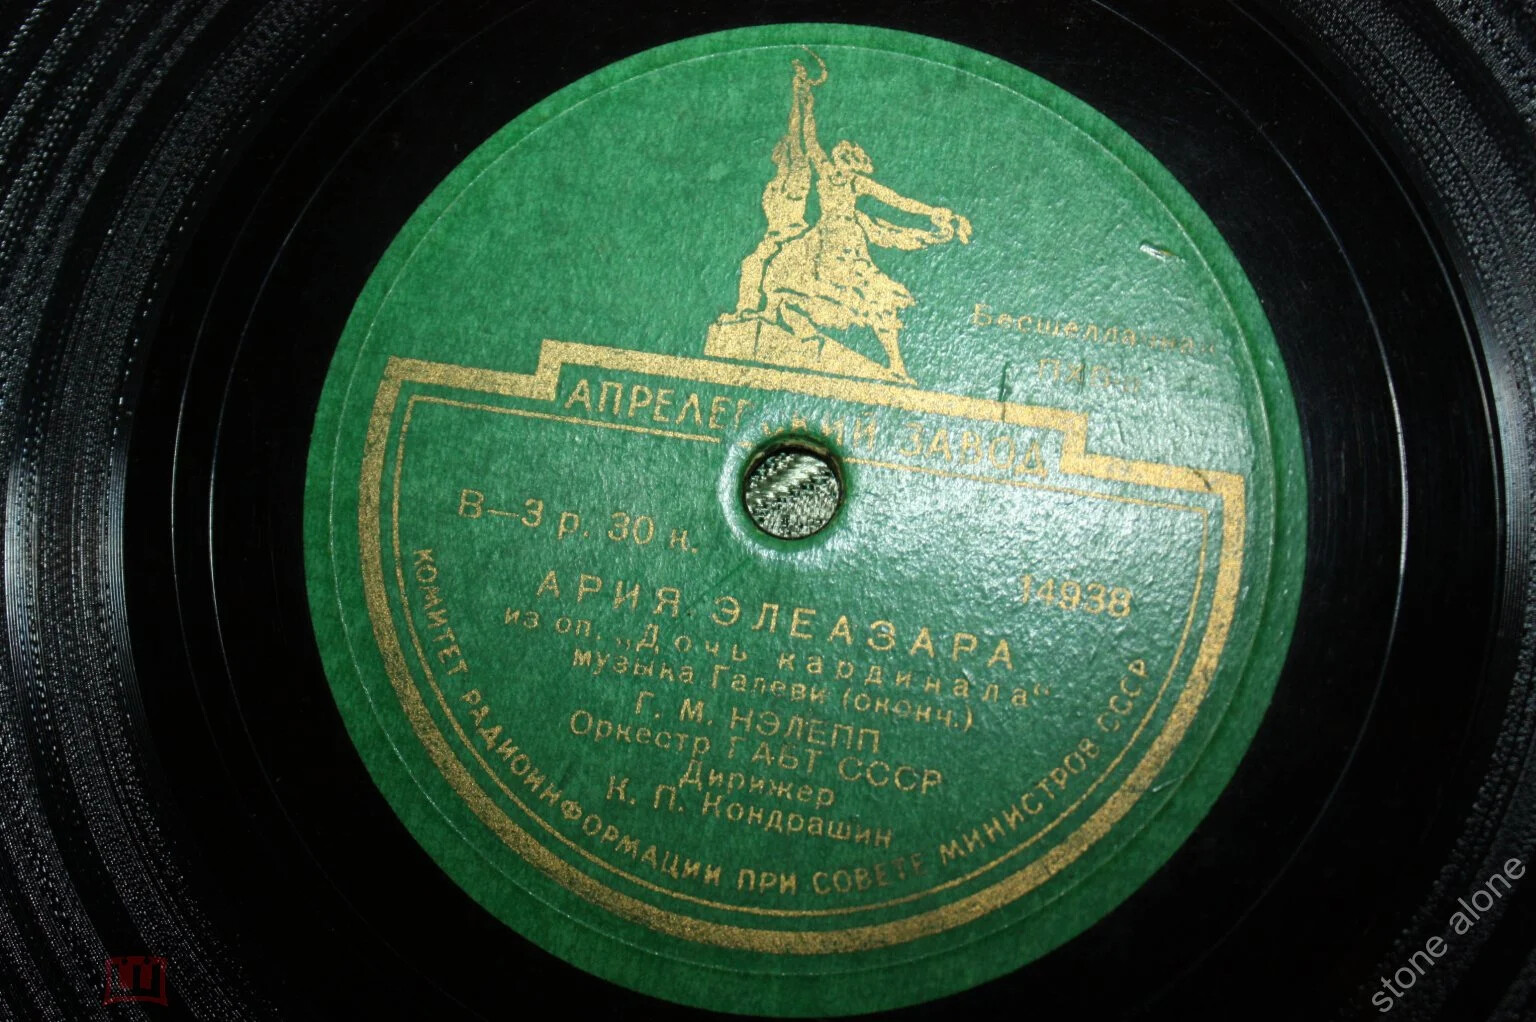 Бесшеллачная
АПРЕЛЕВСКИЙ ЗАВОД
В—3 р. 30 к.
14938
АРИЯ ЭЛЕАЗАРА
из оп. „Дочь кардинала“
музыка Галеви (оконч.)
Г. М. НЭЛЕПП
Оркестр ГАБТ СССР
Дирижер
К. П. Кондрашин
КОМИТЕТ РАДИОИНФОРМАЦИИ ПРИ СОВЕТЕ МИНИСТРОВ СССР
stone alone